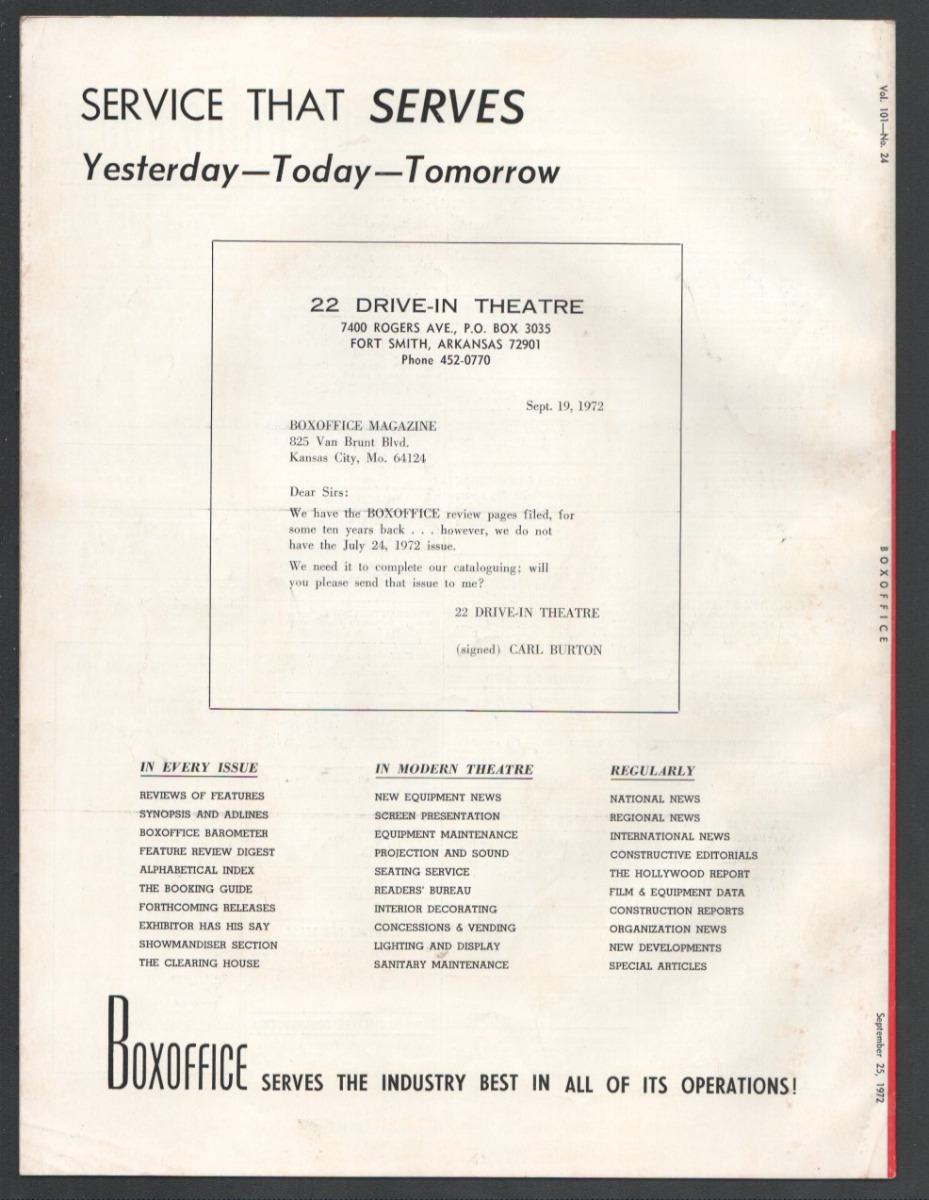 SERVICE THAT SERVES
Yesterday—Today—Tomorrow
22 DRIVE-IN THEATRE
7400 ROGERS AVE., P.O. BOX 3035
FORT SMITH, ARKANSAS 72901
Phone 452-0770
Sept. 19, 1972
BOXOFFICE MAGAZINE
825 Van Brunt Blvd.
Kansas City, Mo. 64124
Dear Sirs:
We have the BOXOFFICE review pages filed, for
some ten years back . . . however, we do not
have the July 24, 1972 issue.
We need it to complete our cataloguing; will
you please send that issue to me?
22 DRIVE-IN THEATRE
(signed) CARL BURTON
IN EVERY ISSUE
REVIEWS OF FEATURES
SYNOPSIS AND ADLINES
BOXOFFICE BAROMETER
FEATURE REVIEW DIGEST
ALPHABETICAL INDEX
THE BOOKING GUIDE
FORTHCOMING RELEASES
EXHIBITOR HAS HIS SAY
SHOWMANDISER SECTION
THE CLEARING HOUSE
IN MODERN THEATRE
NEW EQUIPMENT NEWS
SCREEN PRESENTATION
EQUIPMENT MAINTENANCE
PROJECTION AND SOUND
SEATING SERVICE
READERS' BUREAU
INTERIOR DECORATING
CONCESSIONS & VENDING
LIGHTING AND DISPLAY
SANITARY MAINTENANCE
REGULARLY
NATIONAL NEWS
REGIONAL NEWS
INTERNATIONAL NEWS
CONSTRUCTIVE EDITORIALS
THE HOLLYWOOD REPORT
FILM & EQUIPMENT DATA
CONSTRUCTION REPORTS
ORGANIZATION NEWS
NEW DEVELOPMENTS
SPECIAL ARTICLES
BOXOFFICE SERVES THE INDUSTRY BEST IN ALL OF ITS OPERATIONS!
Vol. 101—No. 24
BOXOFFICE
September 25, 1972